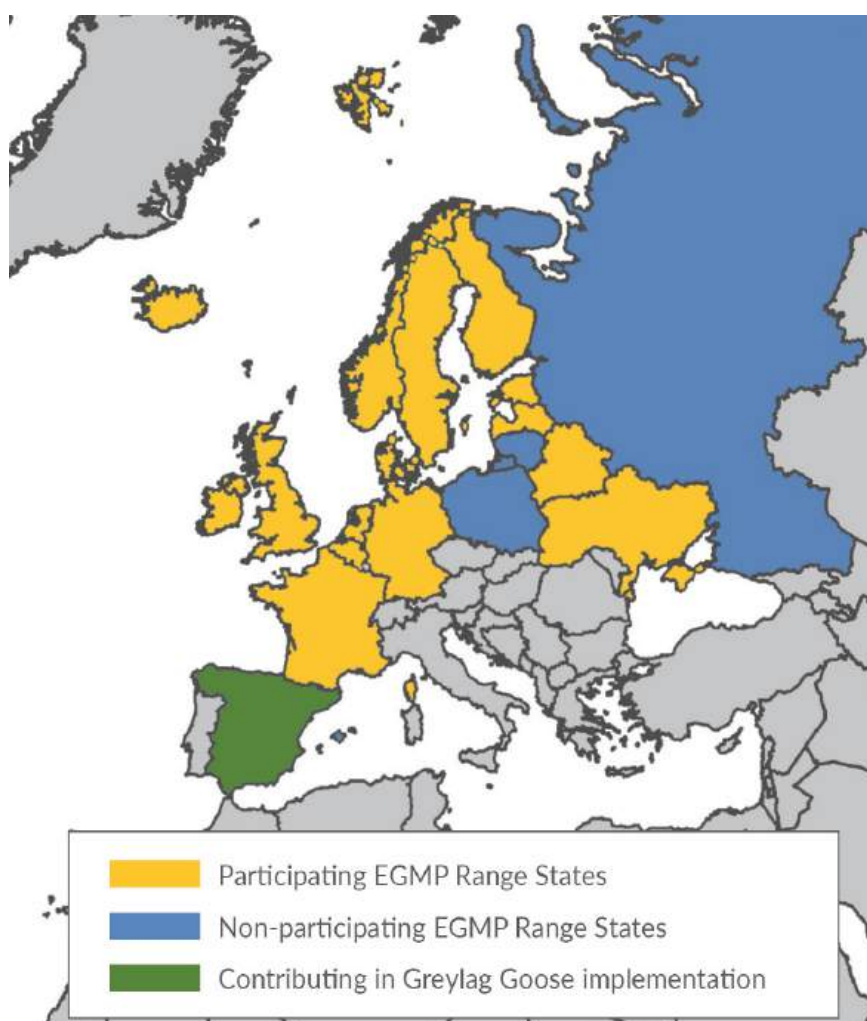 Participating EGMP Range States
Non-participating EGMP Range States
Contributing in Greylag Goose implementation